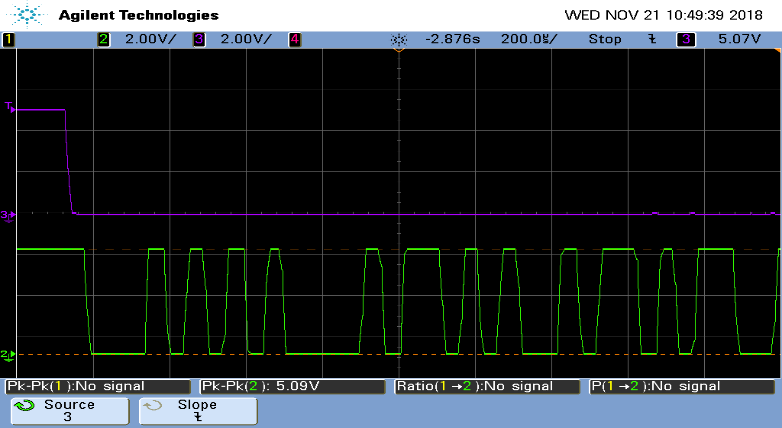 Agilent Technologies
WED NOV 21 10:49:39 2018
1 2 2.00V/ 3 2.00V/ 4 -2.876s 200.0㎲/ Stop 3 5.07V
T
3
2
Pk-Pk(1):No signal Pk-Pk(2): 5.09V Ratio(1→2):No signal P(1→2):No signal
Source Slope
3